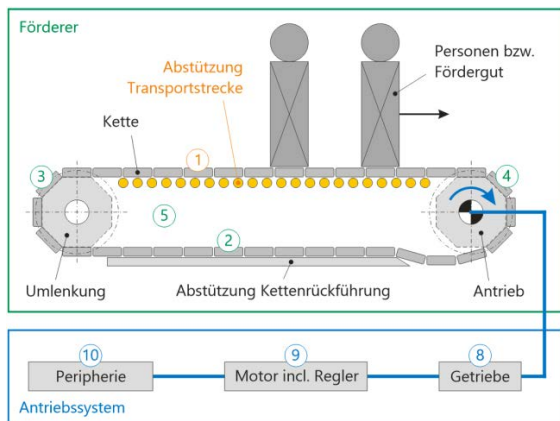 Förderer
Abstützung
Transportstrecke
Personen bzw.
Fördergut
Kette
1
3
4
5
2
Umlenkung
Abstützung Kettenrückführung
Antrieb
10
9
8
Peripherie
Motor incl. Regler
Getriebe
Antriebssystem